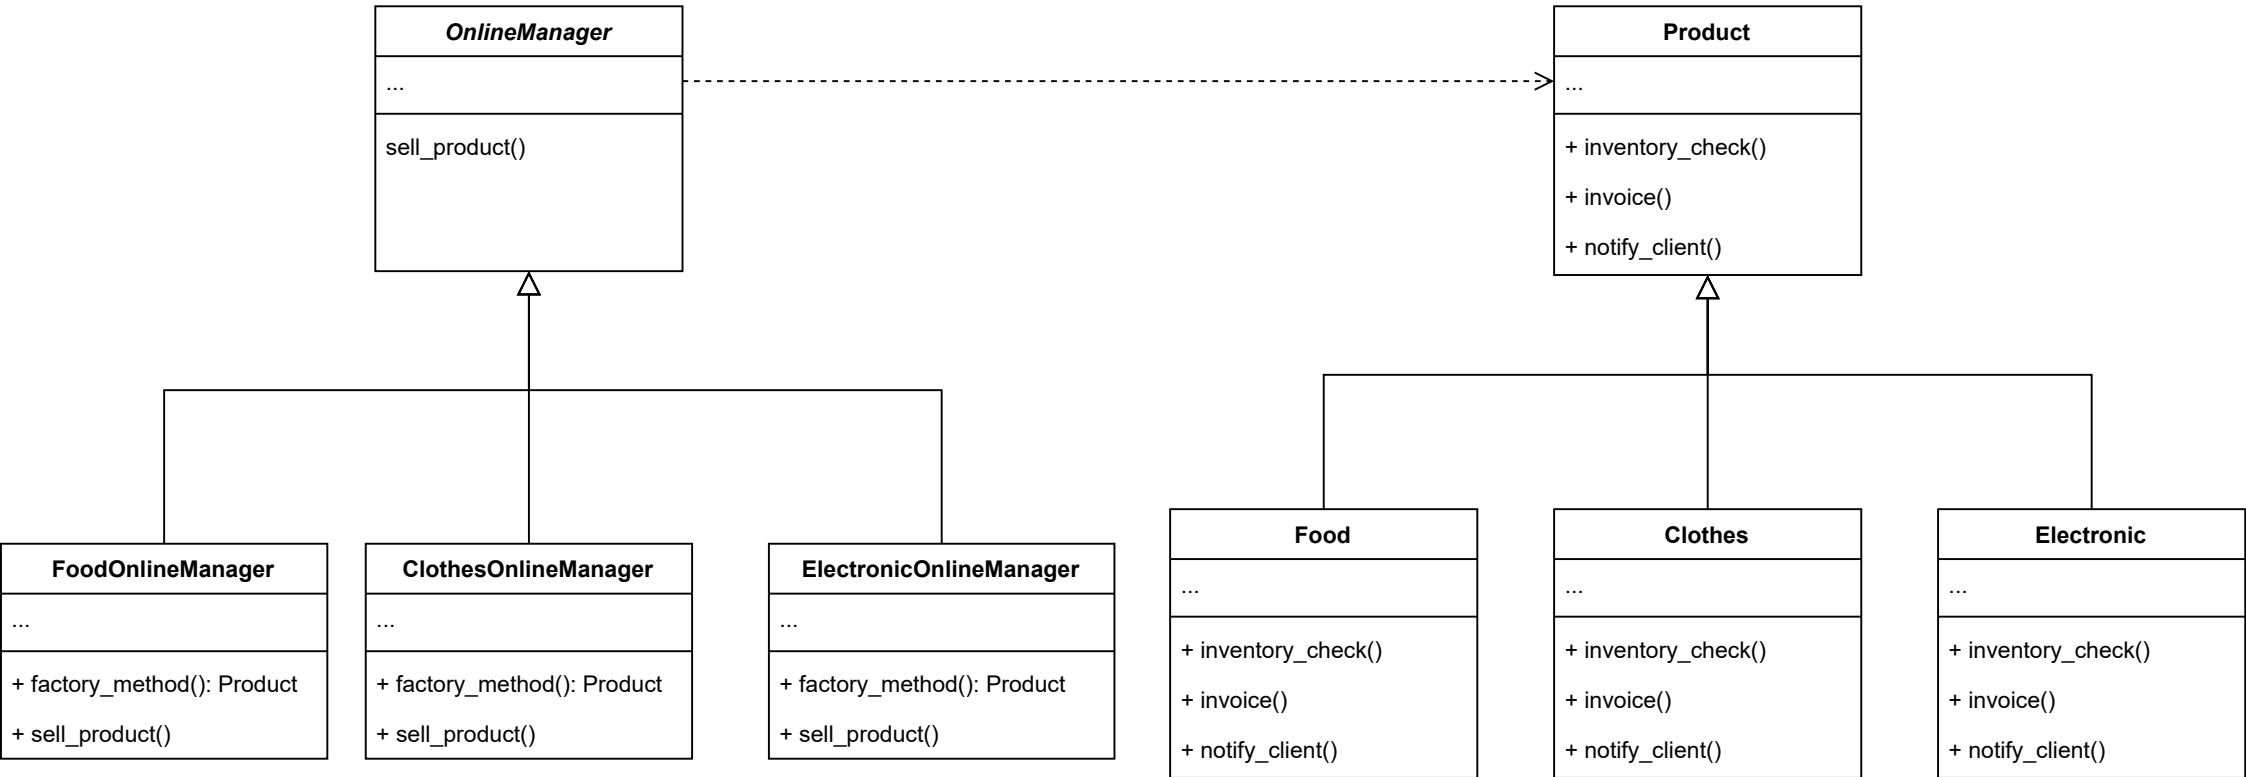 OnlineManager
...
sell_product()
Product
...
+ inventory_check()
+ invoice()
+ notify_client()
FoodOnlineManager
...
+ factory_method(): Product
+ sell_product()
ClothesOnlineManager
...
+ factory_method(): Product
+ sell_product()
ElectronicOnlineManager
...
+ factory_method(): Product
+ sell_product()
Food
...
+ inventory_check()
+ invoice()
+ notify_client()
Clothes
...
+ inventory_check()
+ invoice()
+ notify_client()
Electronic
...
+ inventory_check()
+ invoice()
+ notify_client()